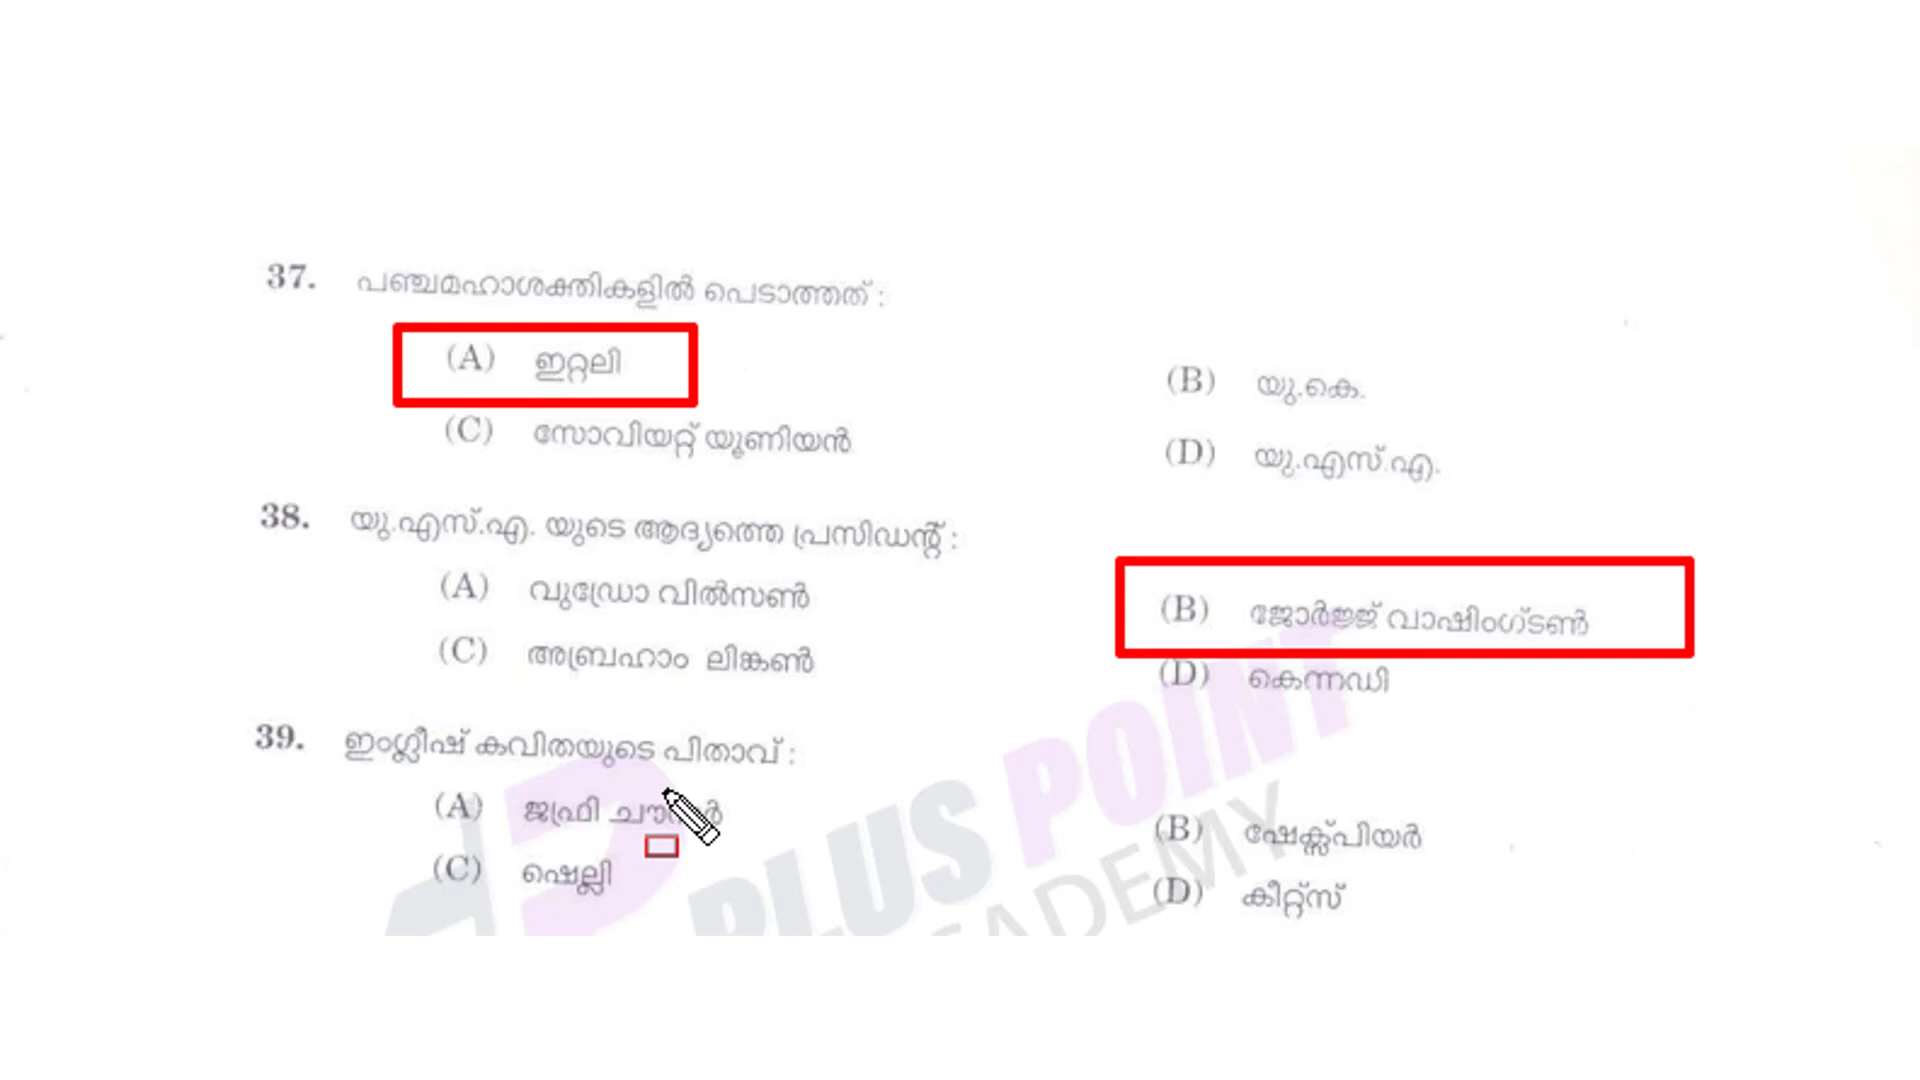 37. പഞ്ചമഹാശക്തികളിൽ പെടാത്തത് :
(A) ഇറ്റലി (B) യു.കെ.
(C) സോവിയറ്റ് യൂണിയൻ (D) യു.എസ്.എ.
38. യു.എസ്.എ. യുടെ ആദ്യത്തെ പ്രസിഡന്റ് :
(A) വുഡ്രോ വിൽസൺ (B) ജോർജ്ജ് വാഷിംഗ്ടൺ
(C) അബ്രഹാം ലിങ്കൺ (D) കെന്നഡി
39. ഇംഗ്ലീഷ് കവിതയുടെ പിതാവ് :
(A) ജഫ്രി (B) ഷേക്സ്പിയർ
(C) ഷെല്ലി (D) കീറ്റ്സ്
PLUS POINT